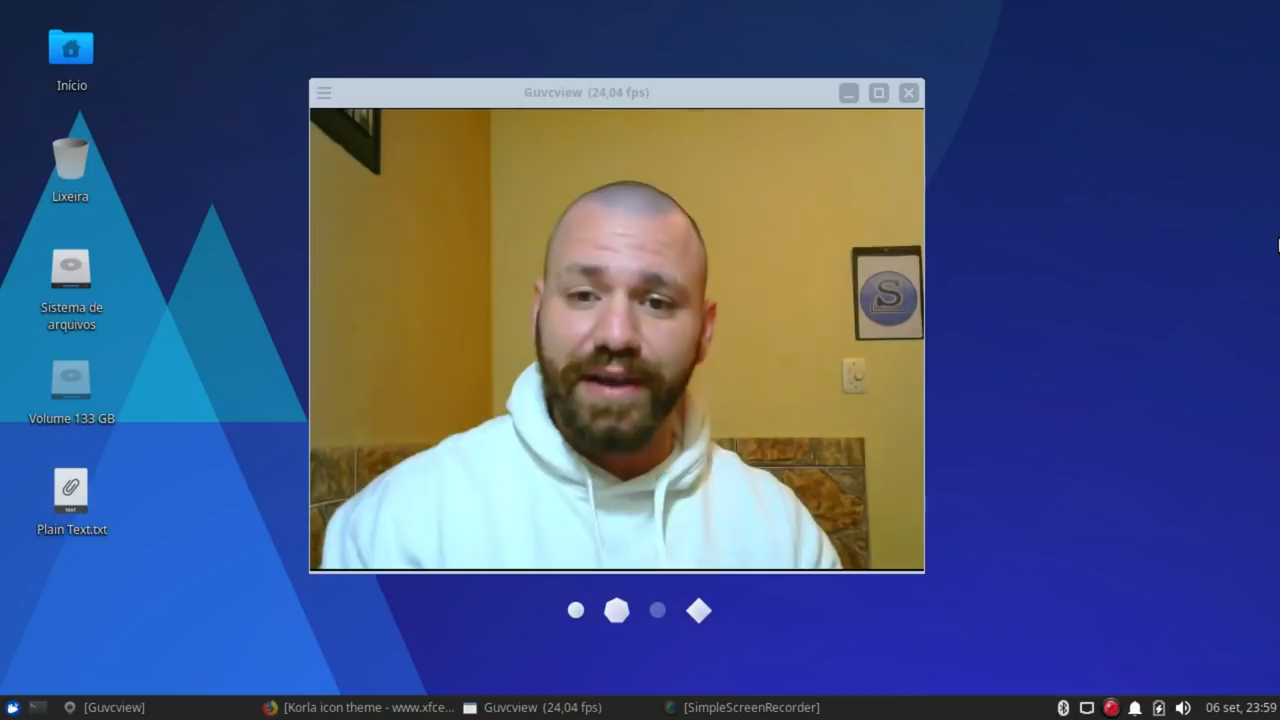 Início
Lixeira
Sistema de
arquivos
Volume 133 GB
TEXT
Plain Text.txt
Guvcview (24,04 fps)
S
[Guvcview]
[Korla icon theme - www.xfce...
Guvcview (24,04 fps)
[SimpleScreenRecorder]
06 set, 23:59